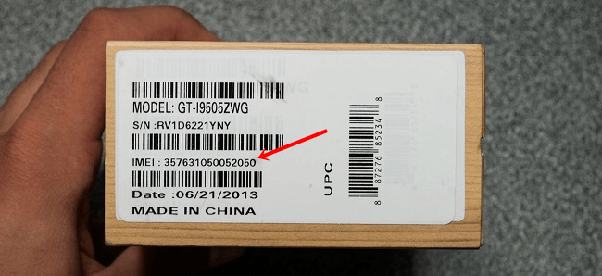 MODEL: GT-I9505ZWG
S/N :RV1D6221YNY
IMEI : 357631050052050
Date :06/21/2013
MADE IN CHINA
UPC
8 87276 85234 8